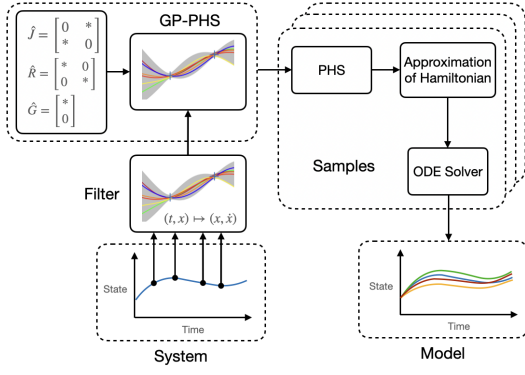 GP-PHS
Ĵ = [0 *
* 0]
R̂ = [* 0
0 *]
Ĝ = [*
0]
PHS
Approximation
of Hamiltonian
Samples
ODE Solver
Filter
(t, x) ↦ (x, ẋ)
State
Time
System
State
Time
Model